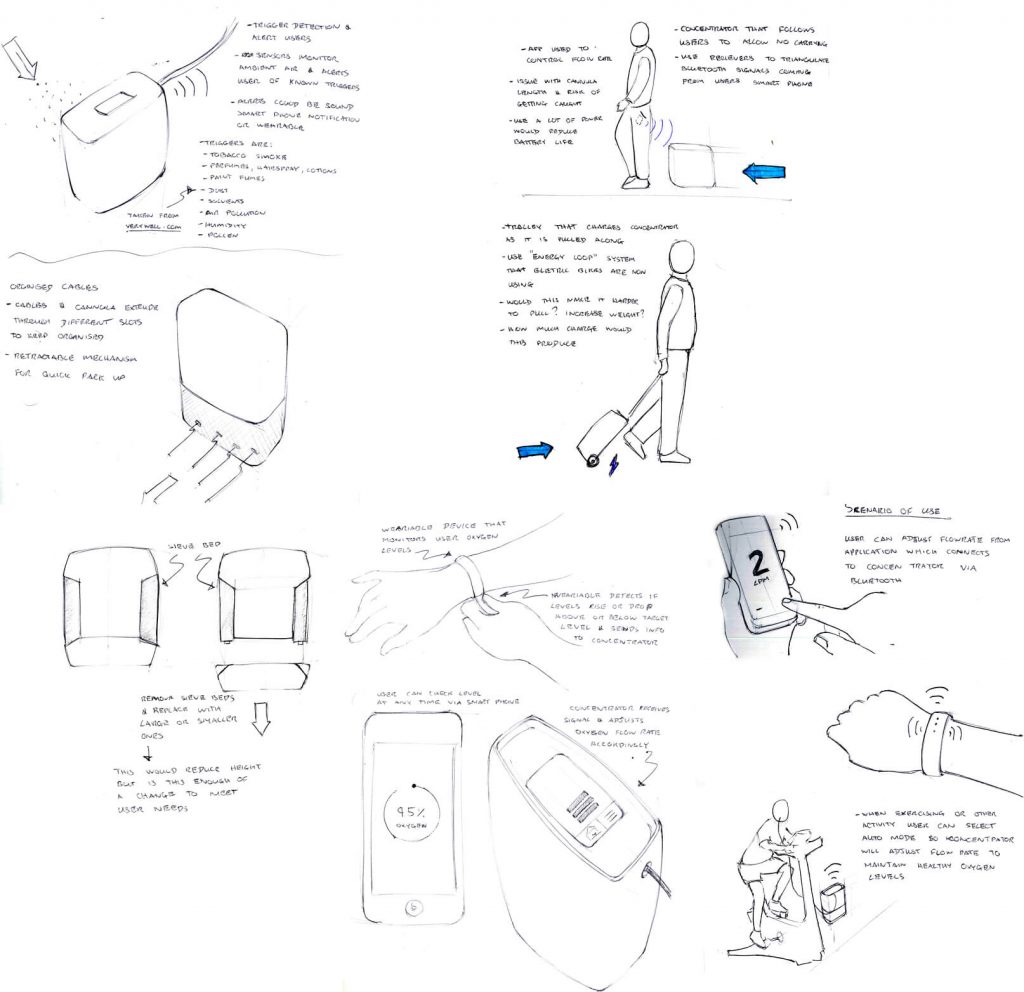 - TRIGGER DETECTION &
ALERT USERS
- SENSORS MONITOR
AMBIENT AIR & ALERTS
USER OF KNOWN TRIGGERS
- ALERTS COULD BE SOUND
SMART PHONE NOTIFICATION
OR WEARABLE
- TRIGGERS ARE:
- TOBACCO SMOKE
- PERFUMES, HAIRSPRAY, LOTIONS
- PAINT FUMES
- DUST
- SOLVENTS
- AIR POLLUTION
- HUMIDITY
- POLLEN
TAKEN FROM
VERYWELL.COM
- APP USED TO
CONTROL FLOW RATE
- ISSUE WITH CANNULA
LENGTH & RISK OF
GETTING CAUGHT
- USE A LOT OF POWER
WOULD REDUCE
BATTERY LIFE
- CONCENTRATOR THAT FOLLOWS
USERS TO ALLOW NO CARRYING
- USE RECIEVERS TO TRIANGULATE
BLUETOOTH SIGNALS COMING
FROM USERS SMART PHONE
- TROLLEY THAT CHARGES CONCENTRATOR
AS IT IS PULLED ALONG
- USE "ENERGY LOOP" SYSTEM
THAT ELETRIC BIKES ARE NOW
USING
- WOULD THIS MAKE IT HARDER
TO PULL? INCREASE WEIGHT?
- HOW MUCH CHARGE WOULD
THIS PRODUCE
ORGNISED CABLES
- CABLES & CANNULA EXTRUDE
THROUGH DIFFERENT SLOTS
TO KEEP ORGANISED
- RETRACTABLE MECHANISM
FOR QUICK PACK UP
SIEVE BED
REMOVE SIEVE BEDS
& REPLACE WITH
LARGE OR SMALLER
ONES
THIS WOULD REDUCE HEIGHT
BUT IS THIS ENOUGH OF
A CHANGE TO MEET
USER NEEDS
WEARIABLE DEVICE THAT
MONITORS USER OXYGEN
LEVELS
WEARIABLE DETECTS IF
LEVELS RISE OR DROP
ABOVE OR BELOW TARGET
LEVEL & SENDS INFO
TO CONCENTRATOR
USER CAN CHECK LEVEL
AT ANY TIME VIA SMART PHONE
95%
OXYGEN
CONCENTRATOR RECEIVES
SIGNAL & ADJUSTS
OXYGEN FLOW RATE
ACCORDINGLY
SCENARIO OF USE
USER CAN ADJUST FLOWRATE FROM
APPLICATION WHICH CONNECTS
TO CONCENTRATOR VIA
BLUETOOTH
2
LPM
- WHEN EXERCISING OR OTHER
ACTIVITY USER CAN SELECT
AUTO MODE SO CONCENTRATOR
WILL ADJUST FLOW RATE TO
MAINTAIN HEALTHY OXYGEN
LEVELS